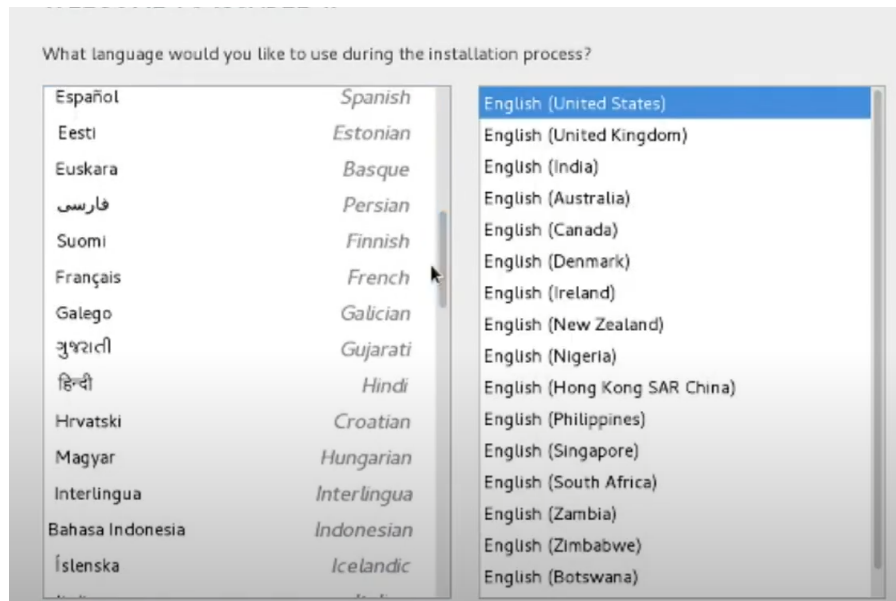 What language would you like to use during the installation process?
Español Spanish
Eesti Estonian
Euskara Basque
فارسی Persian
Suomi Finnish
Français French
Galego Galician
ગુજરાતી Gujarati
हिन्दी Hindi
Hrvatski Croatian
Magyar Hungarian
Interlingua Interlingua
Bahasa Indonesia Indonesian
Íslenska Icelandic
English (United States)
English (United Kingdom)
English (India)
English (Australia)
English (Canada)
English (Denmark)
English (Ireland)
English (New Zealand)
English (Nigeria)
English (Hong Kong SAR China)
English (Philippines)
English (Singapore)
English (South Africa)
English (Zambia)
English (Zimbabwe)
English (Botswana)